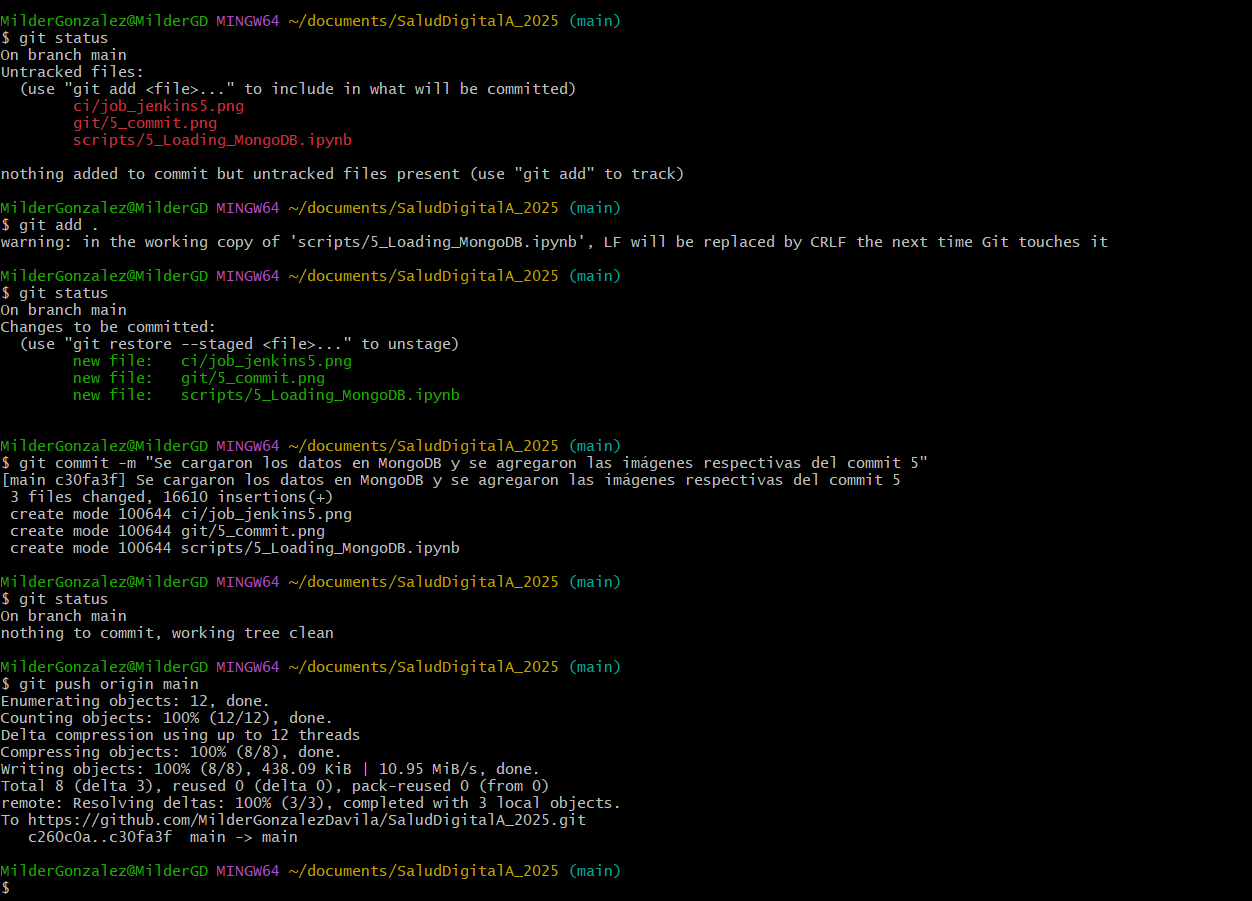 MilderGonzalez@MilderGD MINGW64 ~/documents/SaludDigitalA_2025 (main)
$ git status
On branch main
Untracked files:
  (use "git add <file>..." to include in what will be committed)
        ci/job_jenkins5.png
        git/5_commit.png
        scripts/5_Loading_MongoDB.ipynb

nothing added to commit but untracked files present (use "git add" to track)

MilderGonzalez@MilderGD MINGW64 ~/documents/SaludDigitalA_2025 (main)
$ git add .
warning: in the working copy of 'scripts/5_Loading_MongoDB.ipynb', LF will be replaced by CRLF the next time Git touches it

MilderGonzalez@MilderGD MINGW64 ~/documents/SaludDigitalA_2025 (main)
$ git status
On branch main
Changes to be committed:
  (use "git restore --staged <file>..." to unstage)
        new file:   ci/job_jenkins5.png
        new file:   git/5_commit.png
        new file:   scripts/5_Loading_MongoDB.ipynb


MilderGonzalez@MilderGD MINGW64 ~/documents/SaludDigitalA_2025 (main)
$ git commit -m "Se cargaron los datos en MongoDB y se agregaron las imágenes respectivas del commit 5"
[main c30fa3f] Se cargaron los datos en MongoDB y se agregaron las imágenes respectivas del commit 5
 3 files changed, 16610 insertions(+)
 create mode 100644 ci/job_jenkins5.png
 create mode 100644 git/5_commit.png
 create mode 100644 scripts/5_Loading_MongoDB.ipynb

MilderGonzalez@MilderGD MINGW64 ~/documents/SaludDigitalA_2025 (main)
$ git status
On branch main
nothing to commit, working tree clean

MilderGonzalez@MilderGD MINGW64 ~/documents/SaludDigitalA_2025 (main)
$ git push origin main
Enumerating objects: 12, done.
Counting objects: 100% (12/12), done.
Delta compression using up to 12 threads
Compressing objects: 100% (8/8), done.
Writing objects: 100% (8/8), 438.09 KiB | 10.95 MiB/s, done.
Total 8 (delta 3), reused 0 (delta 0), pack-reused 0 (from 0)
remote: Resolving deltas: 100% (3/3), completed with 3 local objects.
To https://github.com/MilderGonzalezDavila/SaludDigitalA_2025.git
   c260c0a..c30fa3f  main -> main

MilderGonzalez@MilderGD MINGW64 ~/documents/SaludDigitalA_2025 (main)
$